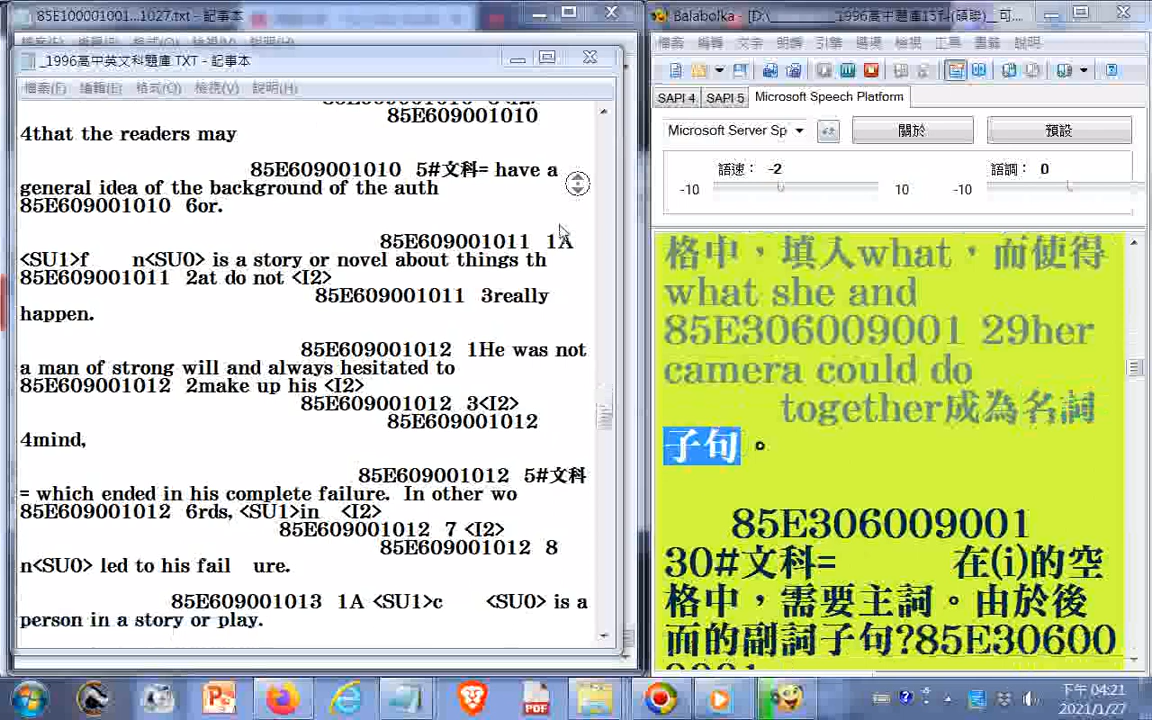 85E100001001...1027.txt - 記事本
_1996高中英文科題庫 TXT - 記事本
檔案(F) 編輯(E) 格式(O) 檢視(V) 說明(H)
85E609001010
4that the readers may
85E609001010 5#文科= have a
general idea of the background of the auth
85E609001010 6or.
85E609001011 1A
<SU1>f n<SU0> is a story or novel about things th
85E609001011 2at do not <I2>
85E609001011 3really
happen.
85E609001012 1He was not
a man of strong will and always hesitated to
85E609001012 2make up his <I2>
85E609001012 3<I2>
85E609001012
4mind,
85E609001012 5#文科
= which ended in his complete failure. In other wo
85E609001012 6rds, <SU1>in <I2>
85E609001012 7 <I2>
85E609001012 8
n<SU0> led to his fail ure.
85E609001013 1A <SU1>c <SU0> is a
person in a story or play.
Balabolka - [D:\ _1996高中題庫15科(碩聯)_ 可...
檔案 編輯 文字 朗讀 引擎 選項 檢視 工具 書籤 說明
SAPI 4 SAPI 5 Microsoft Speech Platform
Microsoft Server Sp 關於 預設
語速: -2 語調: 0
-10 10 -10
格中，填入what，而使得
what she and
85E306009001 29her
camera could do
together成為名詞
子句。
85E306009001
30#文科= 在(i)的空
格中，需要主詞。由於後
而的副詞子句?85E30600
PDF
下午 04:21
2021/1/27